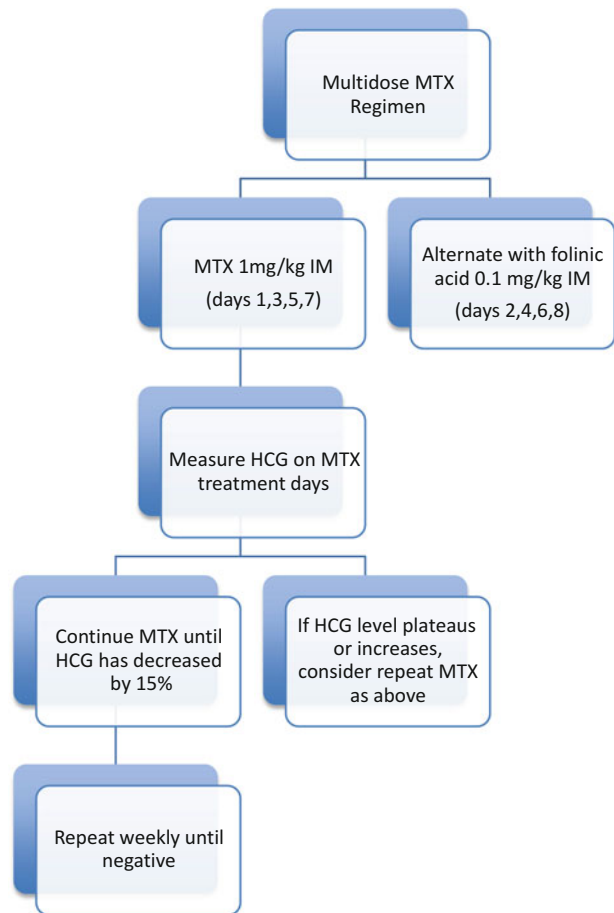 Multidose MTX
Regimen
MTX 1mg/kg IM
(days 1,3,5,7)
Alternate with folinic
acid 0.1 mg/kg IM
(days 2,4,6,8)
Measure HCG on MTX
treatment days
Continue MTX until
HCG has decreased
by 15%
If HCG level plateaus
or increases,
consider repeat MTX
as above
Repeat weekly until
negative